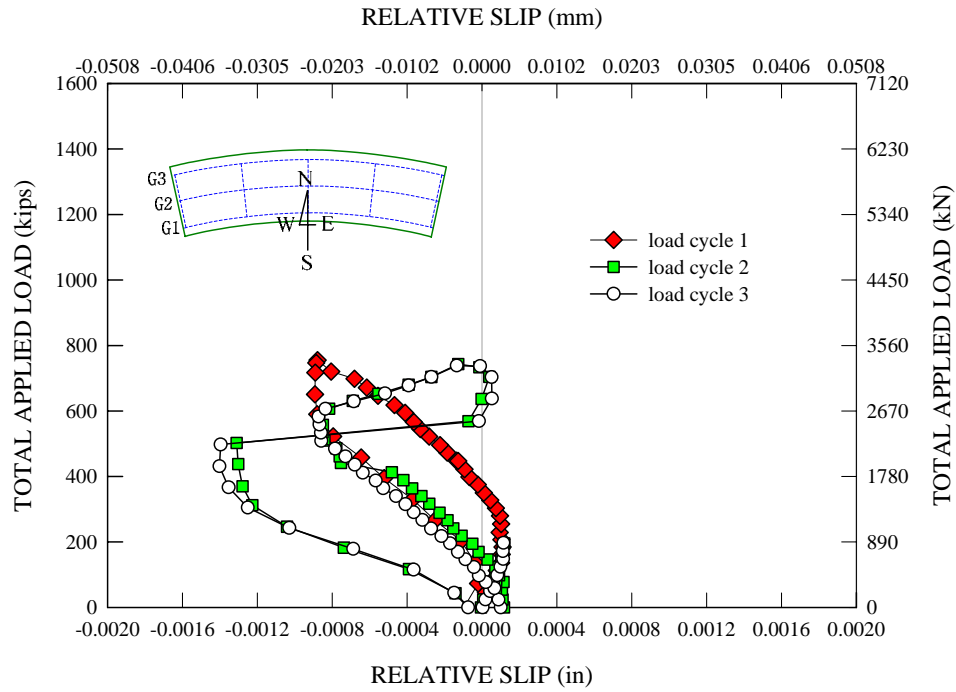 RELATIVE SLIP (mm)
-0.0508 -0.0406 -0.0305 -0.0203 -0.0102 0.0000 0.0102 0.0203 0.0305 0.0406 0.0508
1600 7120
1400 6230
1200 5340
1000 4450
800 3560
600 2670
400 1780
200 890
0 0
TOTAL APPLIED LOAD (kips)
TOTAL APPLIED LOAD (kN)
G3
G2
G1
N
W E
S
load cycle 1
load cycle 2
load cycle 3
-0.0020 -0.0016 -0.0012 -0.0008 -0.0004 0.0000 0.0004 0.0008 0.0012 0.0016 0.0020
RELATIVE SLIP (in)